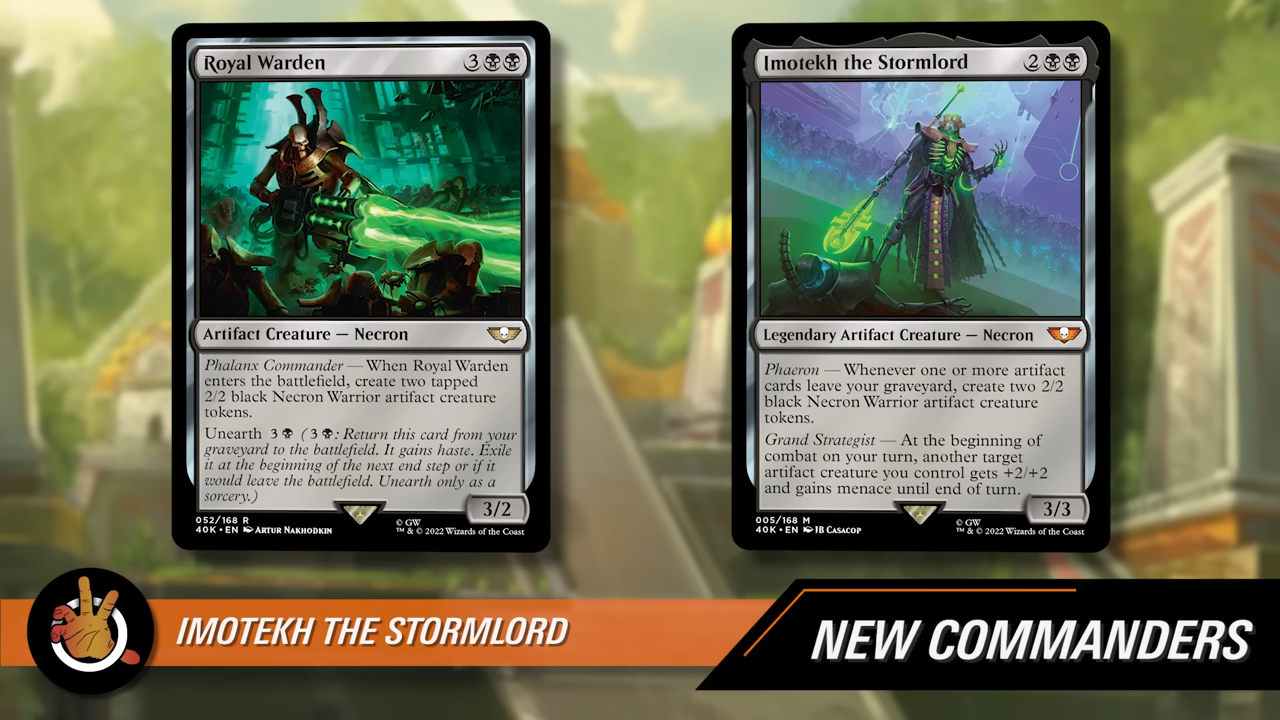 Royal Warden 3
Artifact Creature — Necron
Phalanx Commander — When Royal Warden
enters the battlefield, create two tapped
2/2 black Necron Warrior artifact creature
tokens.
Unearth 3 (3: Return this card from your
graveyard to the battlefield. It gains haste. Exile
it at the beginning of the next end step or if it
would leave the battlefield. Unearth only as a
sorcery.)
3/2
052/168 R
40K • EN Artur Nakhodkin
© GW
™ & © 2022 Wizards of the Coast
Imotekh the Stormlord 2
Legendary Artifact Creature — Necron
Phaeron — Whenever one or more artifact
cards leave your graveyard, create two 2/2
black Necron Warrior artifact creature
tokens.
Grand Strategist — At the beginning of
combat on your turn, another target
artifact creature you control gets +2/+2
and gains menace until end of turn.
3/3
005/168 M
40K • EN JB Casacop
© GW
™ & © 2022 Wizards of the Coast
IMOTEKH THE STORMLORD
NEW COMMANDERS